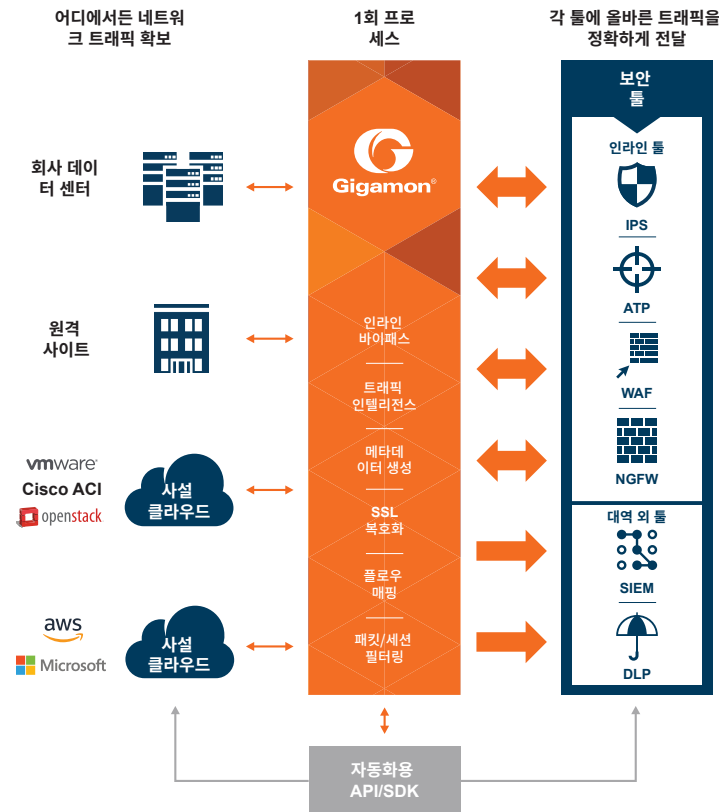 어디에서든 네트워
크 트래픽 확보
1회 프로
세스
각 툴에 올바른 트래픽을
정확하게 전달
회사 데이
터 센터
원격
사이트
vmware®
Cisco ACI
openstack
사설
클라우드
aws
Microsoft
사설
클라우드
Gigamon®
인라인
바이패스
트래픽
인텔리전스
메타데
이터 생성
SSL
복호화
플로우
매핑
패킷/세션
필터링
보안
툴
인라인 툴
IPS
ATP
WAF
NGFW
대역 외 툴
SIEM
DLP
자동화용
API/SDK